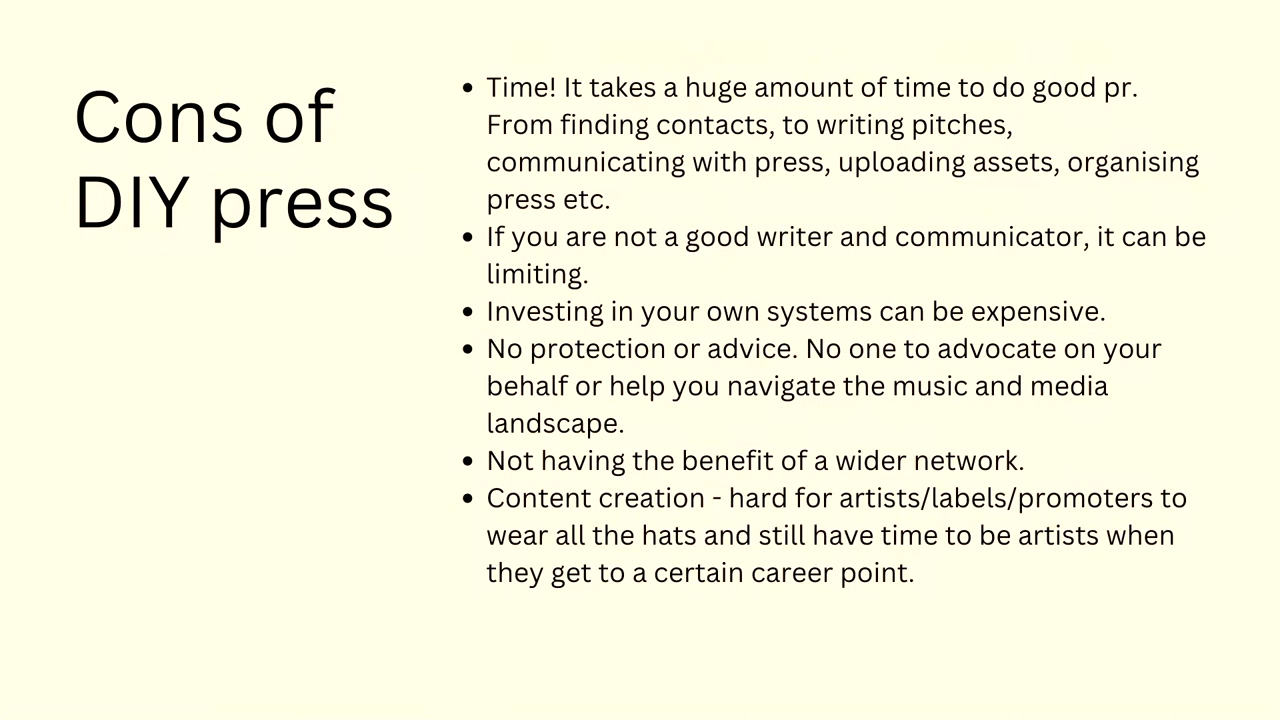 Cons of
DIY press
• Time! It takes a huge amount of time to do good pr.
From finding contacts, to writing pitches,
communicating with press, uploading assets, organising
press etc.
• If you are not a good writer and communicator, it can be
limiting.
• Investing in your own systems can be expensive.
• No protection or advice. No one to advocate on your
behalf or help you navigate the music and media
landscape.
• Not having the benefit of a wider network.
• Content creation - hard for artists/labels/promoters to
wear all the hats and still have time to be artists when
they get to a certain career point.